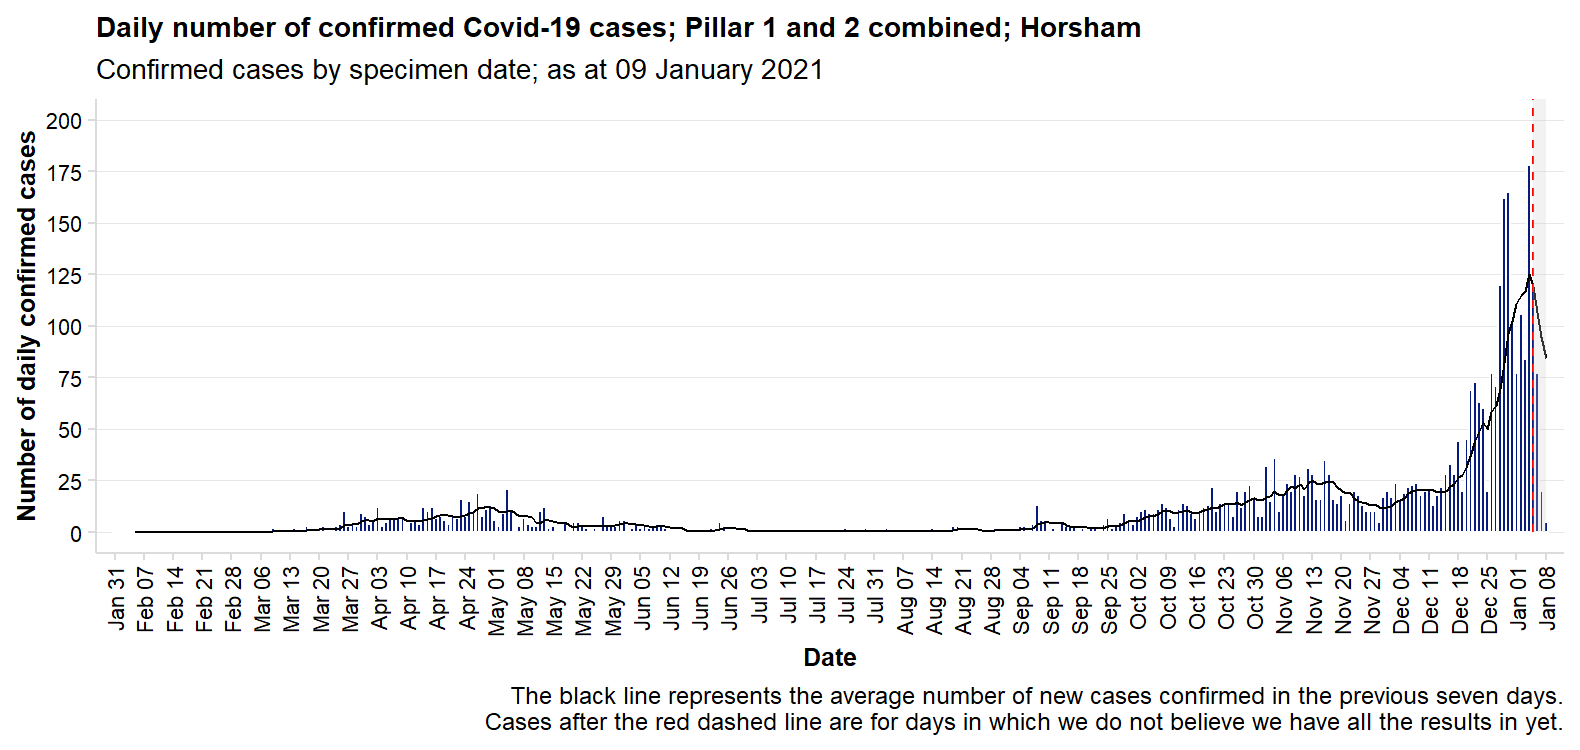 Daily number of confirmed Covid-19 cases; Pillar 1 and 2 combined; Horsham
Confirmed cases by specimen date; as at 09 January 2021
Number of daily confirmed cases
200
175
150
125
100
75
50
25
0
Jan 31
Feb 07
Feb 14
Feb 21
Feb 28
Mar 06
Mar 13
Mar 20
Mar 27
Apr 03
Apr 10
Apr 17
Apr 24
May 01
May 08
May 15
May 22
May 29
Jun 05
Jun 12
Jun 19
Jun 26
Jul 03
Jul 10
Jul 17
Jul 24
Jul 31
Aug 07
Aug 14
Aug 21
Aug 28
Sep 04
Sep 11
Sep 18
Sep 25
Oct 02
Oct 09
Oct 16
Oct 23
Oct 30
Nov 06
Nov 13
Nov 20
Nov 27
Dec 04
Dec 11
Dec 18
Dec 25
Jan 01
Jan 08
Date
The black line represents the average number of new cases confirmed in the previous seven days.
Cases after the red dashed line are for days in which we do not believe we have all the results in yet.